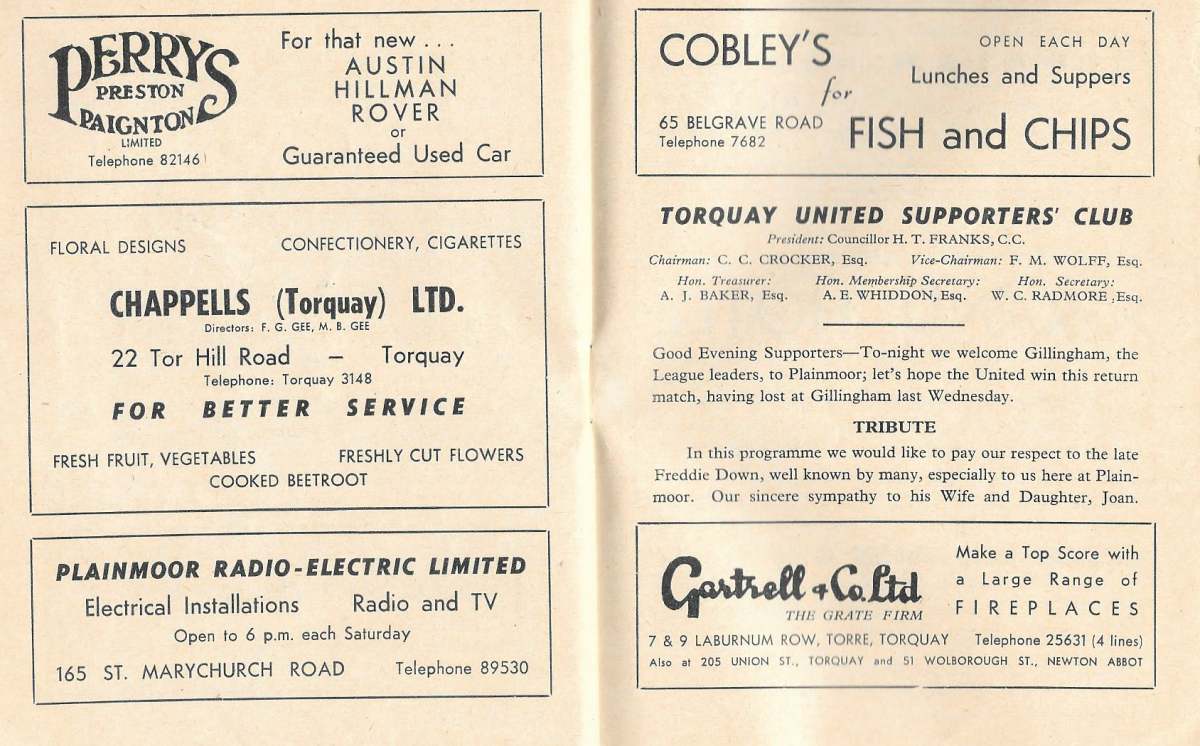 PERRYS
PRESTON
PAIGNTON
LIMITED
Telephone 82146
For that new ...
AUSTIN
HILLMAN
ROVER
or
Guaranteed Used Car
FLORAL DESIGNS CONFECTIONERY, CIGARETTES
CHAPPELLS (Torquay) LTD.
Directors: F. G. GEE, M. B. GEE
22 Tor Hill Road – Torquay
Telephone: Torquay 3148
FOR BETTER SERVICE
FRESH FRUIT, VEGETABLES FRESHLY CUT FLOWERS
COOKED BEETROOT
PLAINMOOR RADIO-ELECTRIC LIMITED
Electrical Installations Radio and TV
Open to 6 p.m. each Saturday
165 ST. MARYCHURCH ROAD Telephone 89530
COBLEY'S
for
OPEN EACH DAY
Lunches and Suppers
65 BELGRAVE ROAD
Telephone 7682
FISH and CHIPS
TORQUAY UNITED SUPPORTERS' CLUB
President: Councillor H. T. FRANKS, C.C.
Chairman: C. C. CROCKER, Esq. Vice-Chairman: F. M. WOLFF, Esq.
Hon. Treasurer: Hon. Membership Secretary: Hon. Secretary:
A. J. BAKER, Esq. A. E. WHIDDON, Esq. W. C. RADMORE ,Esq.
Good Evening Supporters—To-night we welcome Gillingham, the
League leaders, to Plainmoor; let's hope the United win this return
match, having lost at Gillingham last Wednesday.
TRIBUTE
In this programme we would like to pay our respect to the late
Freddie Down, well known by many, especially to us here at Plain-
moor. Our sincere sympathy to his Wife and Daughter, Joan.
Gartrell & Co. Ltd
THE GRATE FIRM
Make a Top Score with
a Large Range of
FIREPLACES
7 & 9 LABURNUM ROW, TORRE, TORQUAY Telephone 25631 (4 lines)
Also at 205 UNION ST., TORQUAY and 51 WOLBOROUGH ST., NEWTON ABBOT